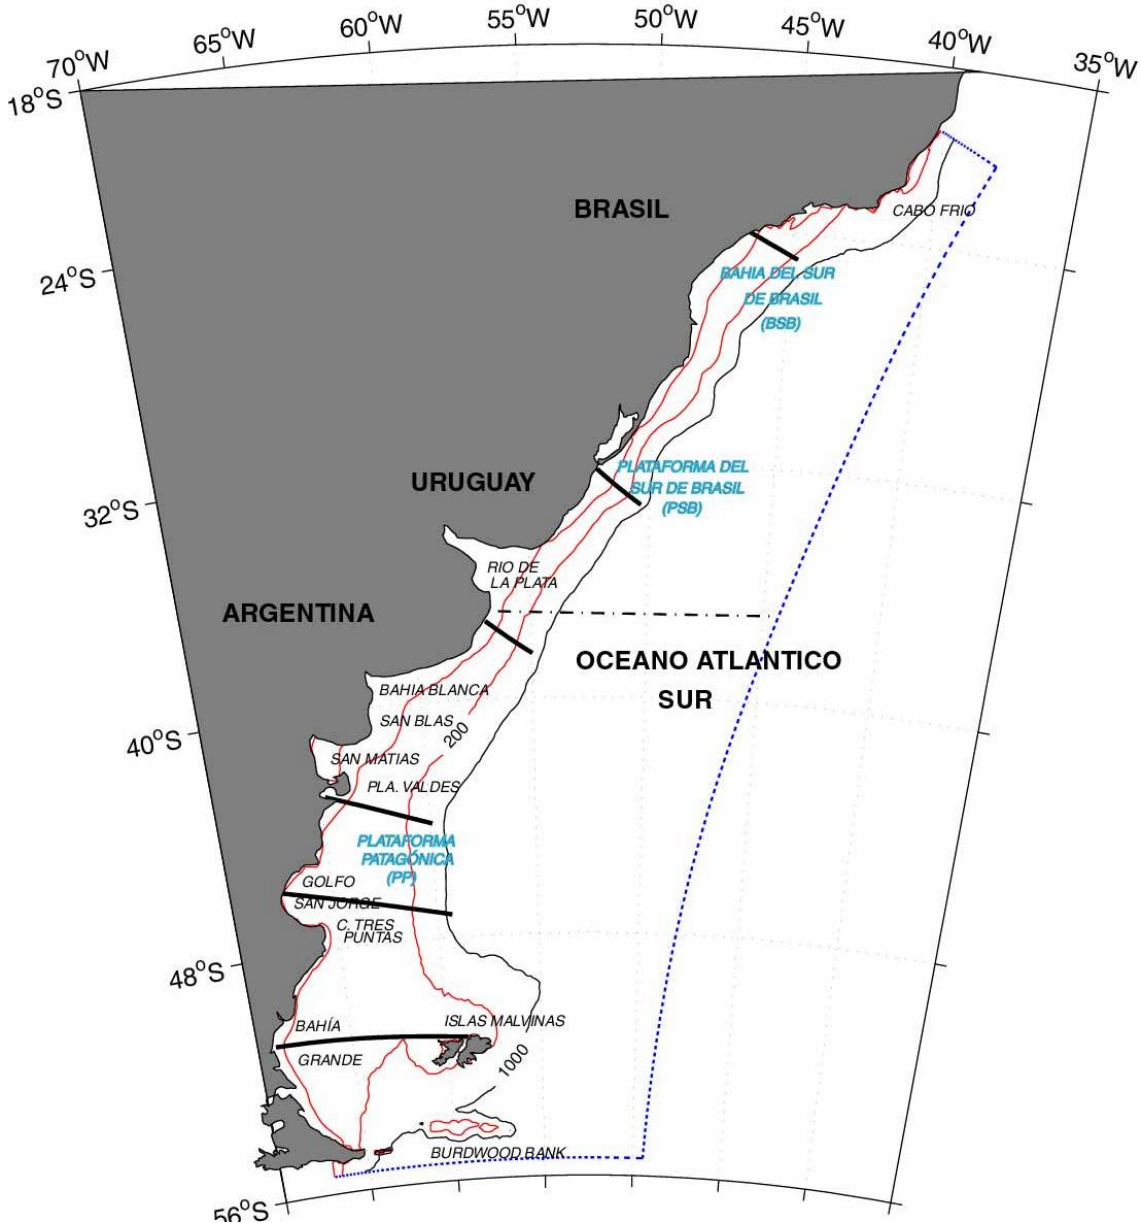 70°W
65°W
60°W
55°W
50°W
45°W
40°W
35°W
18°S
BRASIL
CABO FRIO
24°S
BAHIA DEL SUR
DE BRASIL
(BSB)
PLATAFORMA DEL
SUR DE BRASIL
(PSB)
URUGUAY
32°S
RIO DE
LA PLATA
ARGENTINA
OCEANO ATLANTICO
SUR
BAHIA BLANCA
SAN BLAS
200
40°S
SAN MATIAS
PLA. VALDES
PLATAFORMA
PATAGÓNICA
(PP)
GOLFO
SAN JORGE
C. TRES
PUNTAS
48°S
BAHÍA
GRANDE
ISLAS MALVINAS
1000
BURDWOOD BANK
56°S